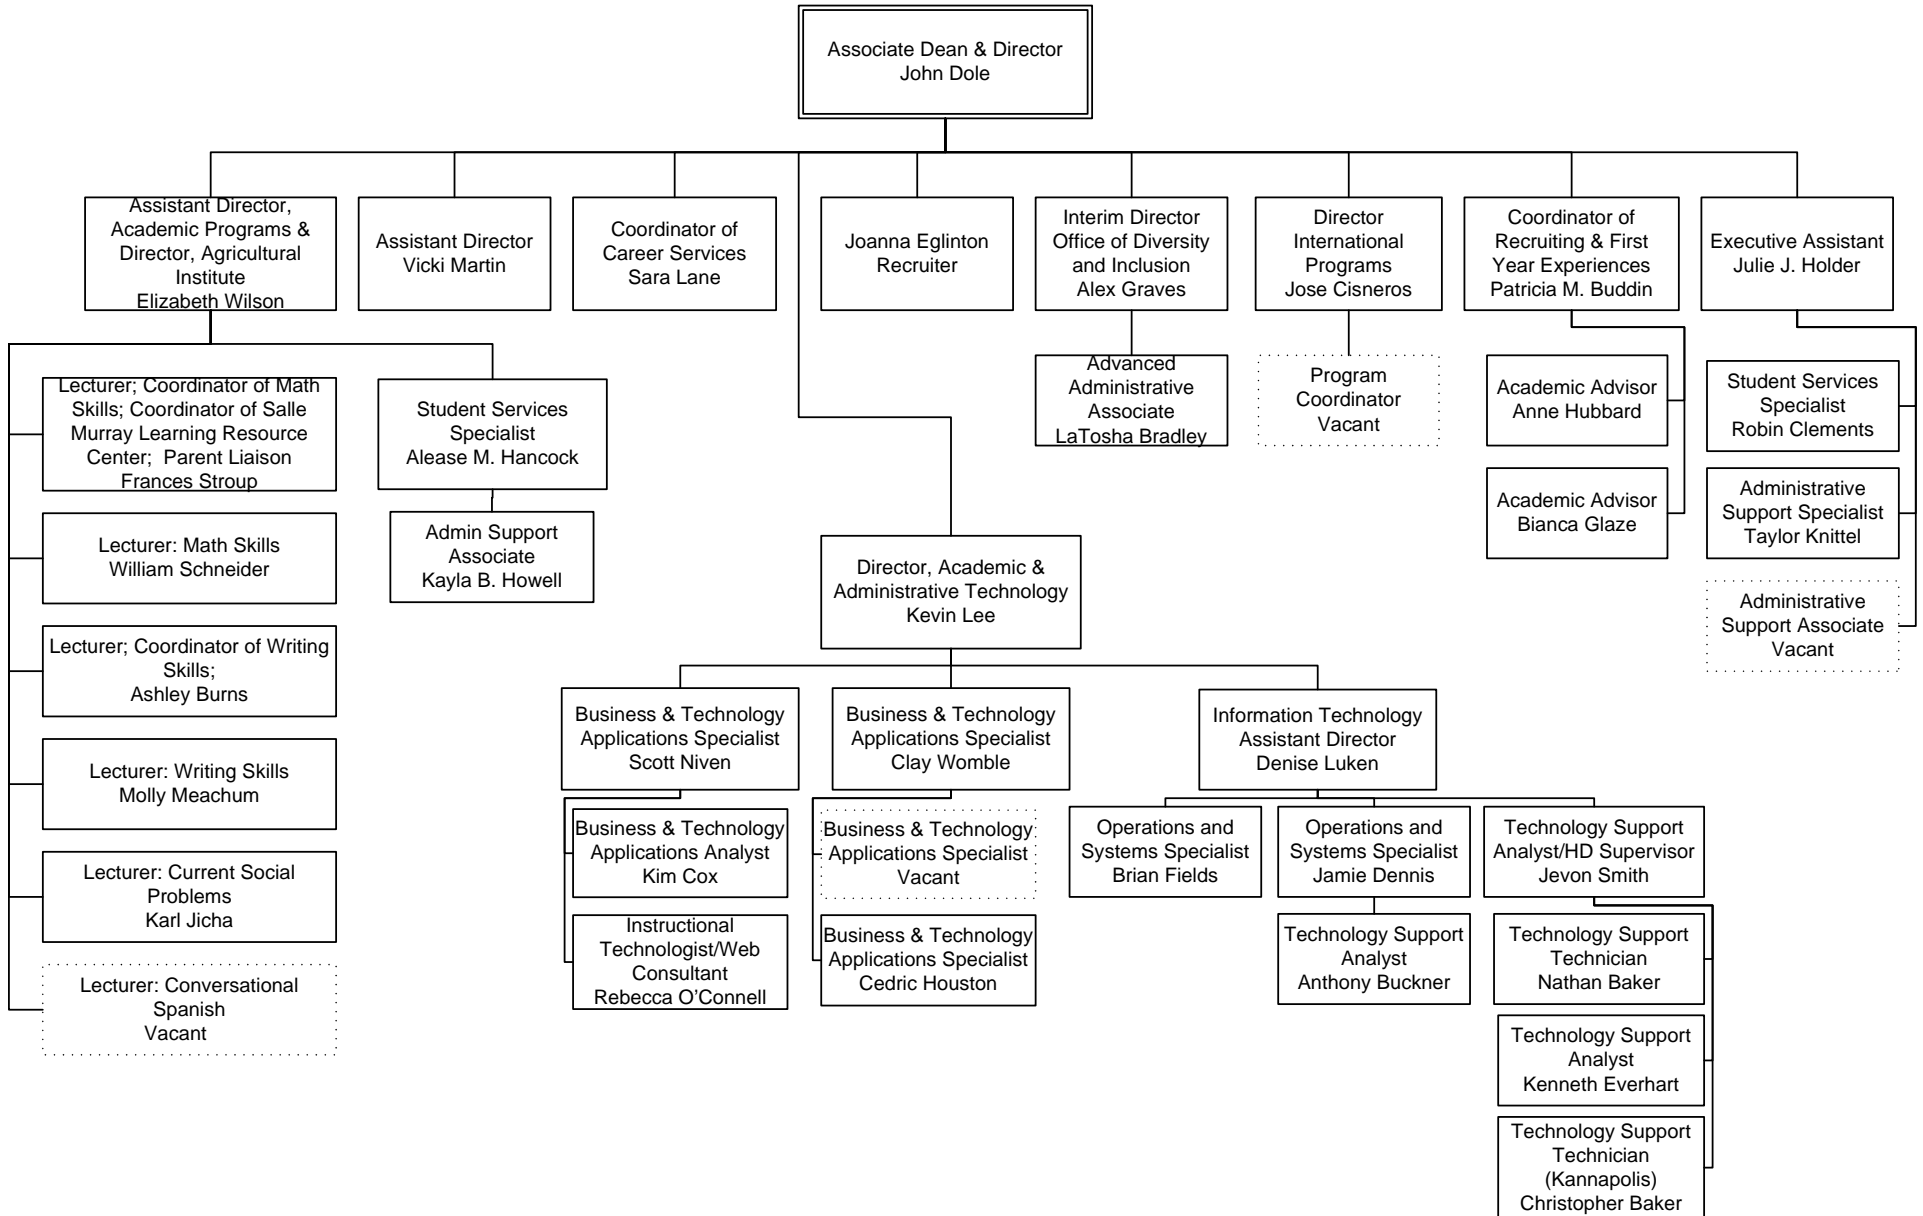 Associate Dean & Director
John Dole
Assistant Director,
Academic Programs &
Director, Agricultural
Institute
Elizabeth Wilson
Assistant Director
Vicki Martin
Coordinator of
Career Services
Sara Lane
Joanna Eglinton
Recruiter
Interim Director
Office of Diversity
and Inclusion
Alex Graves
Director
International
Programs
Jose Cisneros
Coordinator of
Recruiting & First
Year Experiences
Patricia M. Buddin
Executive Assistant
Julie J. Holder
Lecturer; Coordinator of Math
Skills; Coordinator of Salle
Murray Learning Resource
Center;  Parent Liaison
Frances Stroup
Lecturer: Math Skills
William Schneider
Lecturer; Coordinator of Writing
Skills;
Ashley Burns
Lecturer: Writing Skills
Molly Meachum
Lecturer: Current Social
Problems
Karl Jicha
Lecturer: Conversational
Spanish
Vacant
Student Services
Specialist
Alease M. Hancock
Admin Support
Associate
Kayla B. Howell
Advanced
Administrative
Associate
LaTosha Bradley
Program
Coordinator
Vacant
Academic Advisor
Anne Hubbard
Academic Advisor
Bianca Glaze
Student Services
Specialist
Robin Clements
Administrative
Support Specialist
Taylor Knittel
Administrative
Support Associate
Vacant
Director, Academic &
Administrative Technology
Kevin Lee
Business & Technology
Applications Specialist
Scott Niven
Business & Technology
Applications Analyst
Kim Cox
Instructional
Technologist/Web
Consultant
Rebecca O’Connell
Business & Technology
Applications Specialist
Clay Womble
Business & Technology
Applications Specialist
Vacant
Business & Technology
Applications Specialist
Cedric Houston
Information Technology
Assistant Director
Denise Luken
Operations and
Systems Specialist
Brian Fields
Operations and
Systems Specialist
Jamie Dennis
Technology Support
Analyst
Anthony Buckner
Technology Support
Analyst/HD Supervisor
Jevon Smith
Technology Support
Technician
Nathan Baker
Technology Support
Analyst
Kenneth Everhart
Technology Support
Technician
(Kannapolis)
Christopher Baker